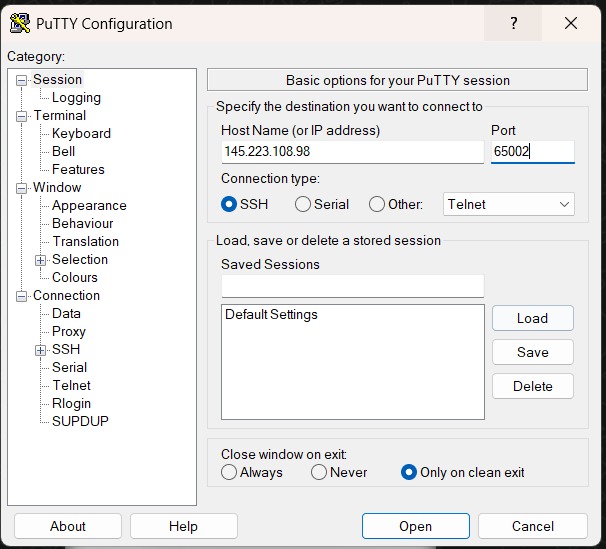 PuTTY Configuration
?
Category:
Session
Logging
Terminal
Keyboard
Bell
Features
Window
Appearance
Behaviour
Translation
Selection
Colours
Connection
Data
Proxy
SSH
Serial
Telnet
Rlogin
SUPDUP
Basic options for your PuTTY session
Specify the destination you want to connect to
Host Name (or IP address) Port
145.223.108.98 65002
Connection type:
SSH Serial Other: Telnet
Load, save or delete a stored session
Saved Sessions
Default Settings
Load
Save
Delete
Close window on exit:
Always Never Only on clean exit
About Help Open Cancel